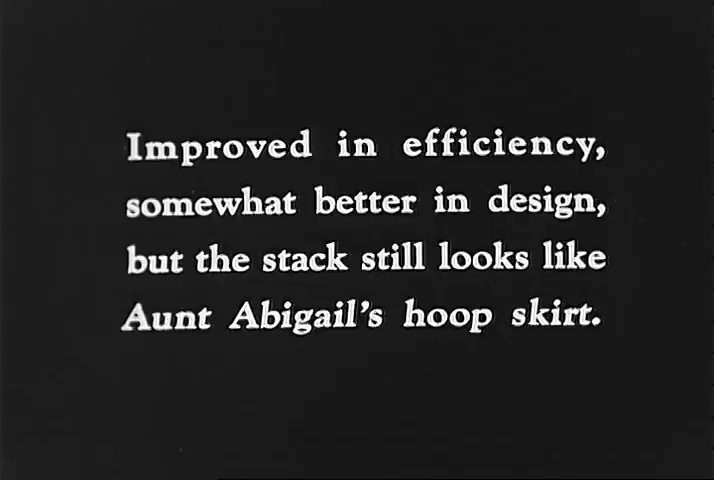 Improved in efficiency,
somewhat better in design,
but the stack still looks like
Aunt Abigail's hoop skirt.